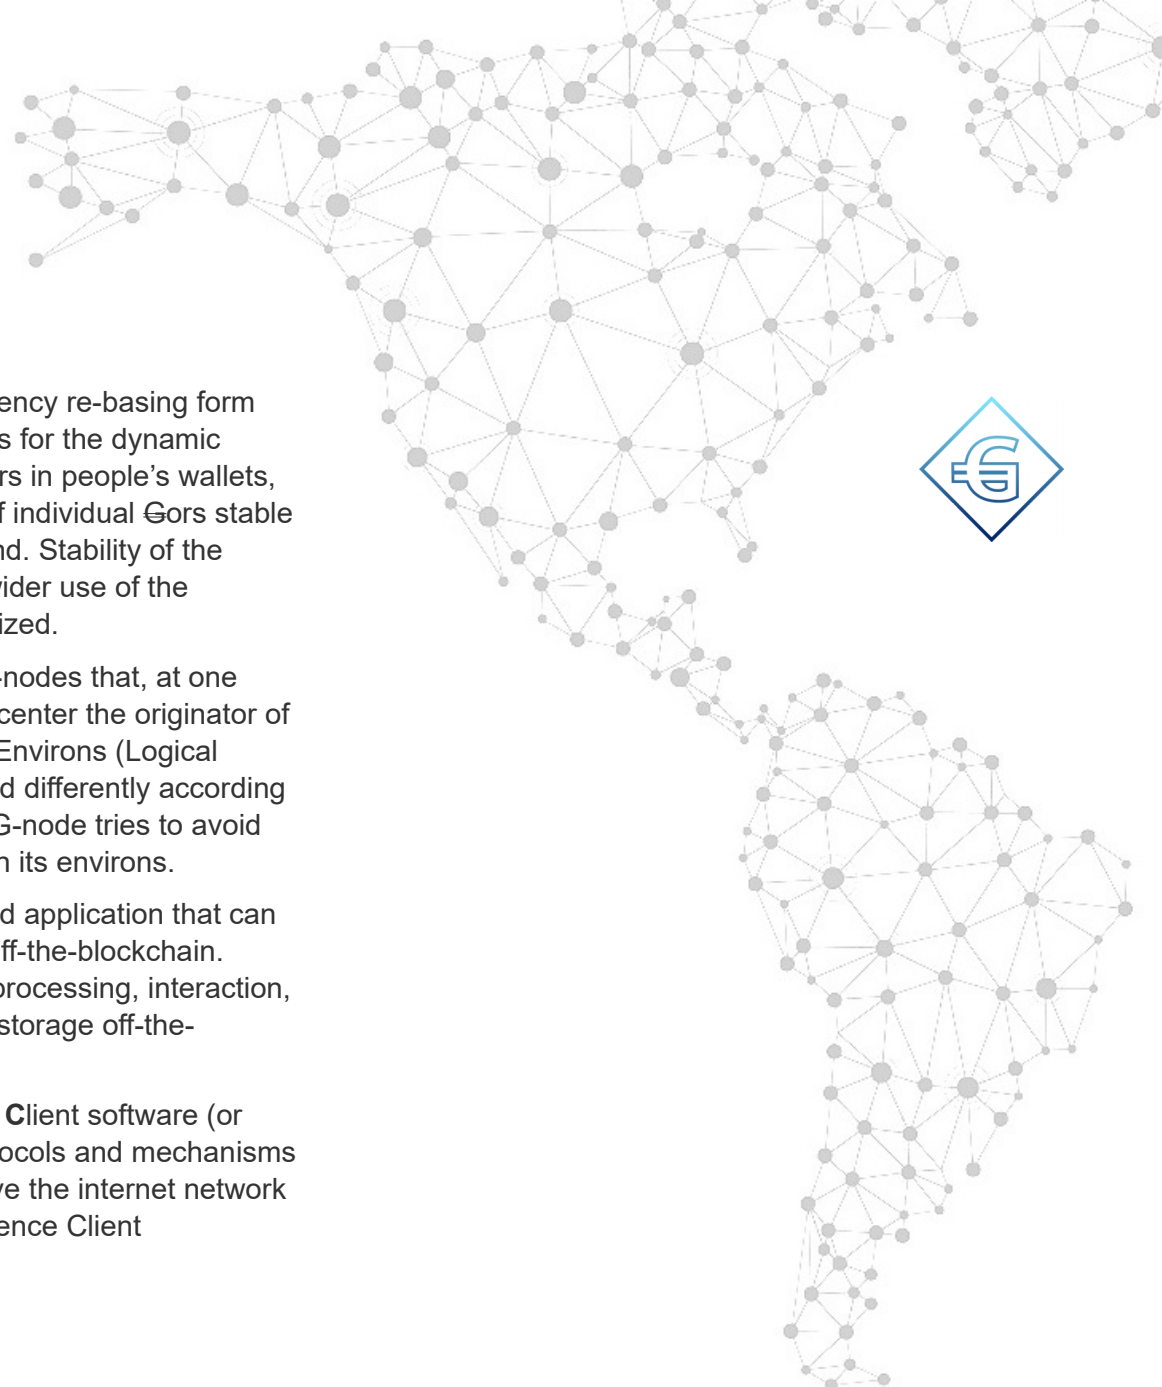 ency re-basing form
s for the dynamic
rs in people’s wallets,
f individual Gors stable
nd. Stability of the
wider use of the
ized.
-nodes that, at one
center the originator of
Environs (Logical
d differently according
G-node tries to avoid
n its environs.
d application that can
ff-the-blockchain.
processing, interaction,
storage off-the-
Client software (or
ocols and mechanisms
ve the internet network
ence Client
G